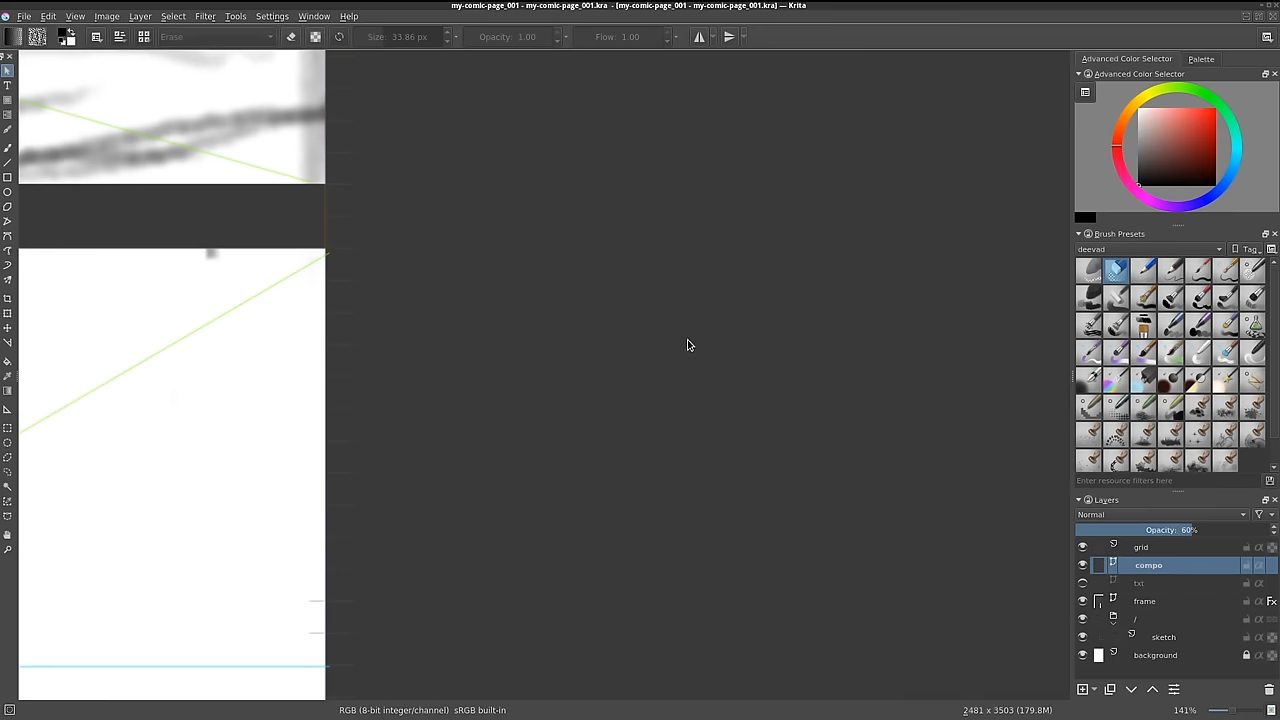 my-comic-page_001 - my-comic-page_001.kra  - [my-comic-page_001 - my-comic-page_001.kra] — Krita
File Edit View Image Layer Select Filter Tools Settings Window Help
Erase Size: 33.86 px Opacity: 1.00 Flow: 1.00
Advanced Color Selector Palette
Advanced Color Selector
Brush Presets
deevad Tag
Enter resource filters here
Layers
Normal
Opacity: 60%
grid
compo
txt
frame Fx
/
sketch
background
RGB (8-bit integer/channel)  sRGB built-in 2481 x 3503 (179.8M) 141%